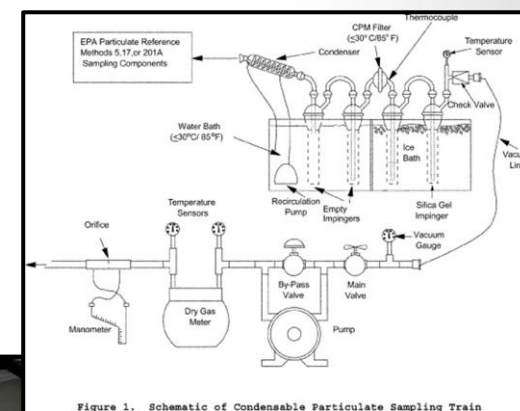 Thermocouple
CPM Filter
(<30° C/85° F)
EPA Particulate Reference
Methods 5,17,or 201A
Sampling Components
Condenser
Temperature
Sensor
Check Valve
Water Bath
(<30°C/ 85°F)
Ice
Bath
Recirculation
Pump
Empty
Impingers
Silica Gel
Impinger
Temperature
Sensors
Orifice
Vacuum
Gauge
By-Pass
Valve
Main
Valve
Dry Gas
Meter
Manometer
Pump
Figure 1. Schematic of Condensable Particulate Sampling Train